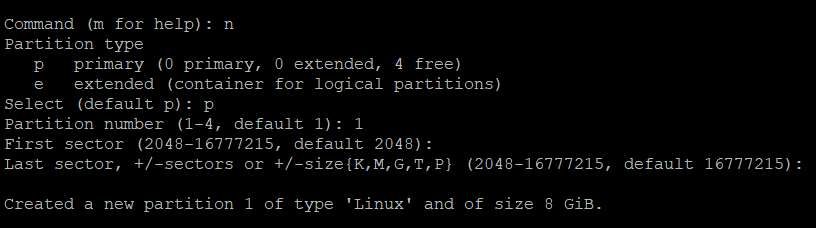 Command (m for help): n
Partition type
   p   primary (0 primary, 0 extended, 4 free)
   e   extended (container for logical partitions)
Select (default p): p
Partition number (1-4, default 1): 1
First sector (2048-16777215, default 2048):
Last sector, +/-sectors or +/-size{K,M,G,T,P} (2048-16777215, default 16777215):
Created a new partition 1 of type 'Linux' and of size 8 GiB.